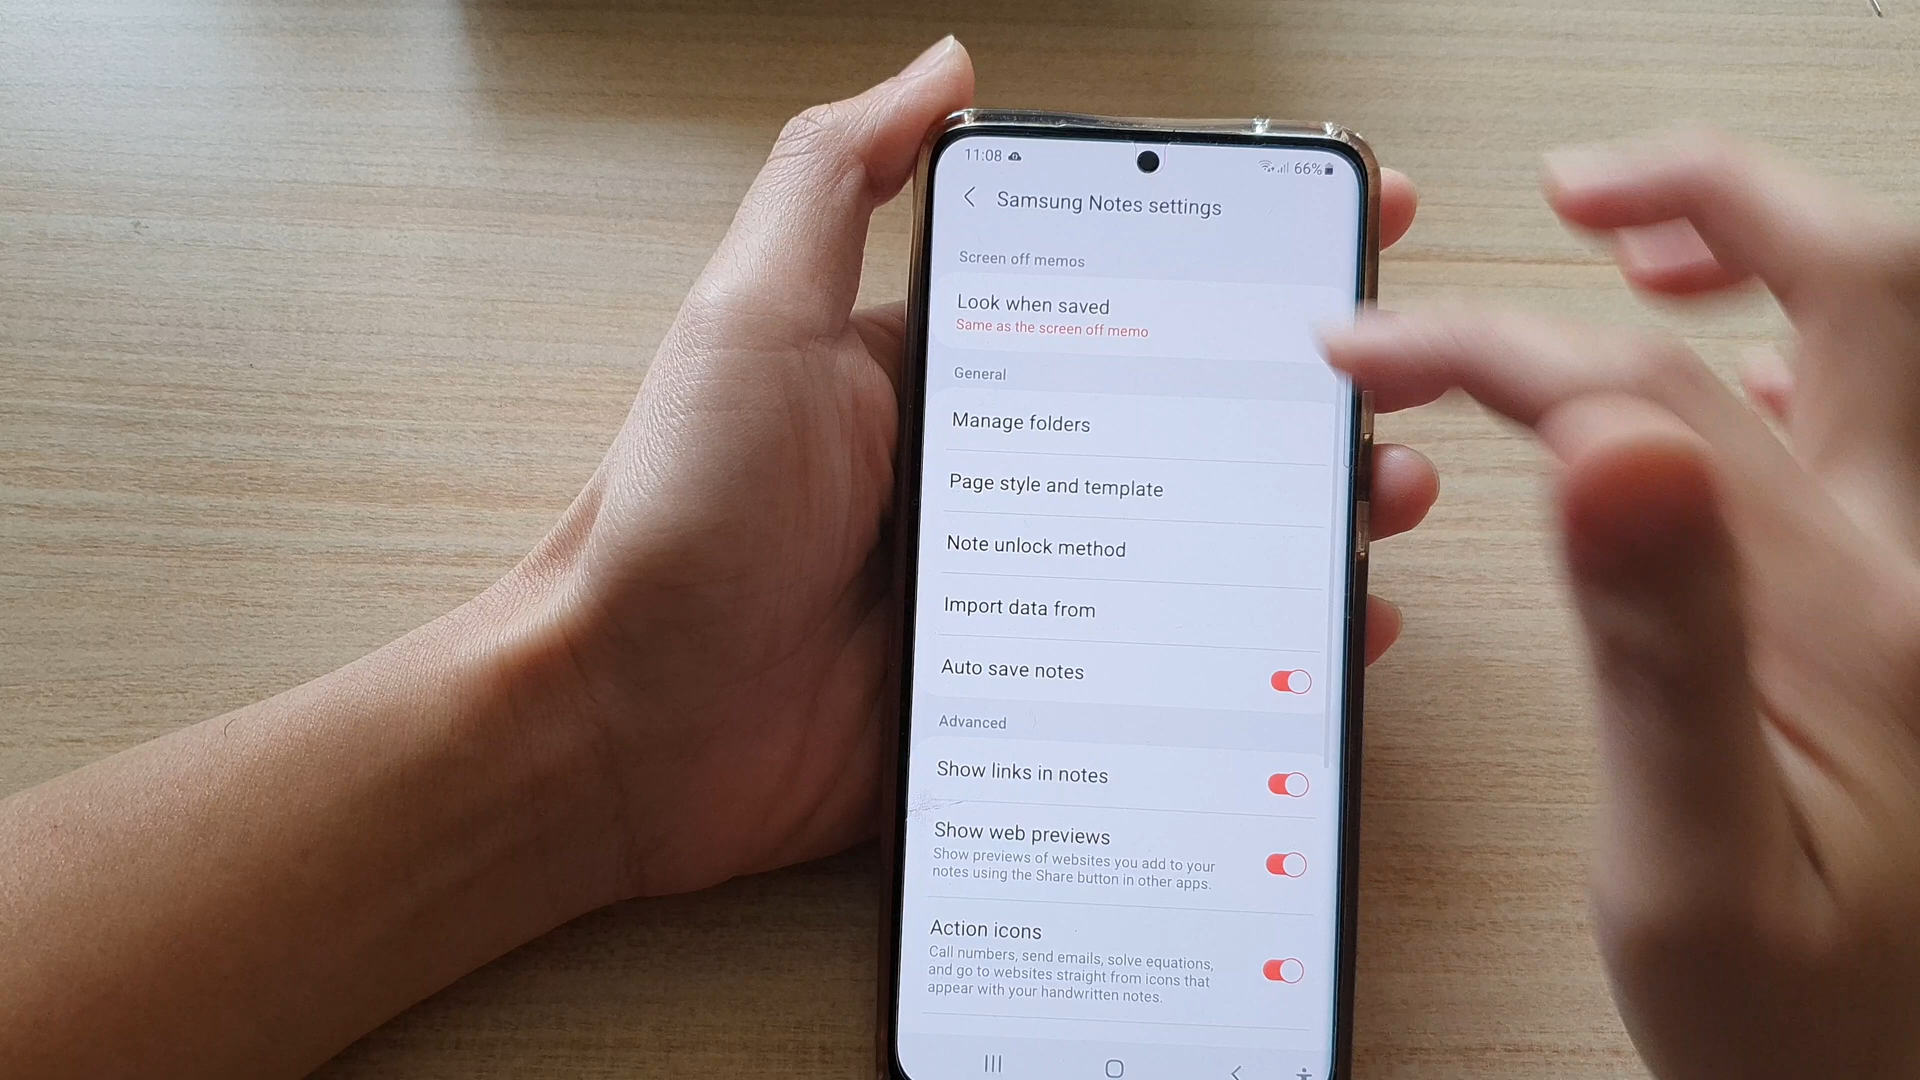 11:08
66%
Samsung Notes settings
Screen off memos
Look when saved
Same as the screen off memo
General
Manage folders
Page style and template
Note unlock method
Import data from
Auto save notes
Advanced
Show links in notes
Show web previews
Show previews of websites you add to your
notes using the Share button in other apps.
Action icons
Call numbers, send emails, solve equations,
and go to websites straight from icons that
appear with your handwritten notes.